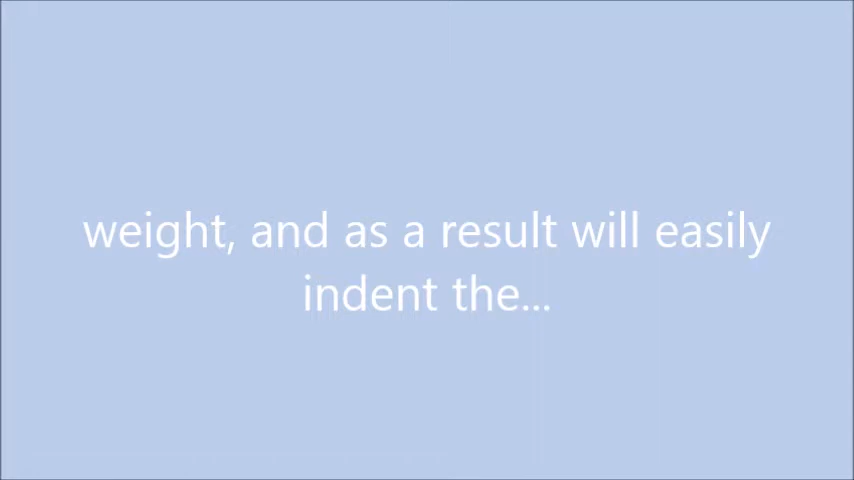 weight, and as a result will easily
indent the...